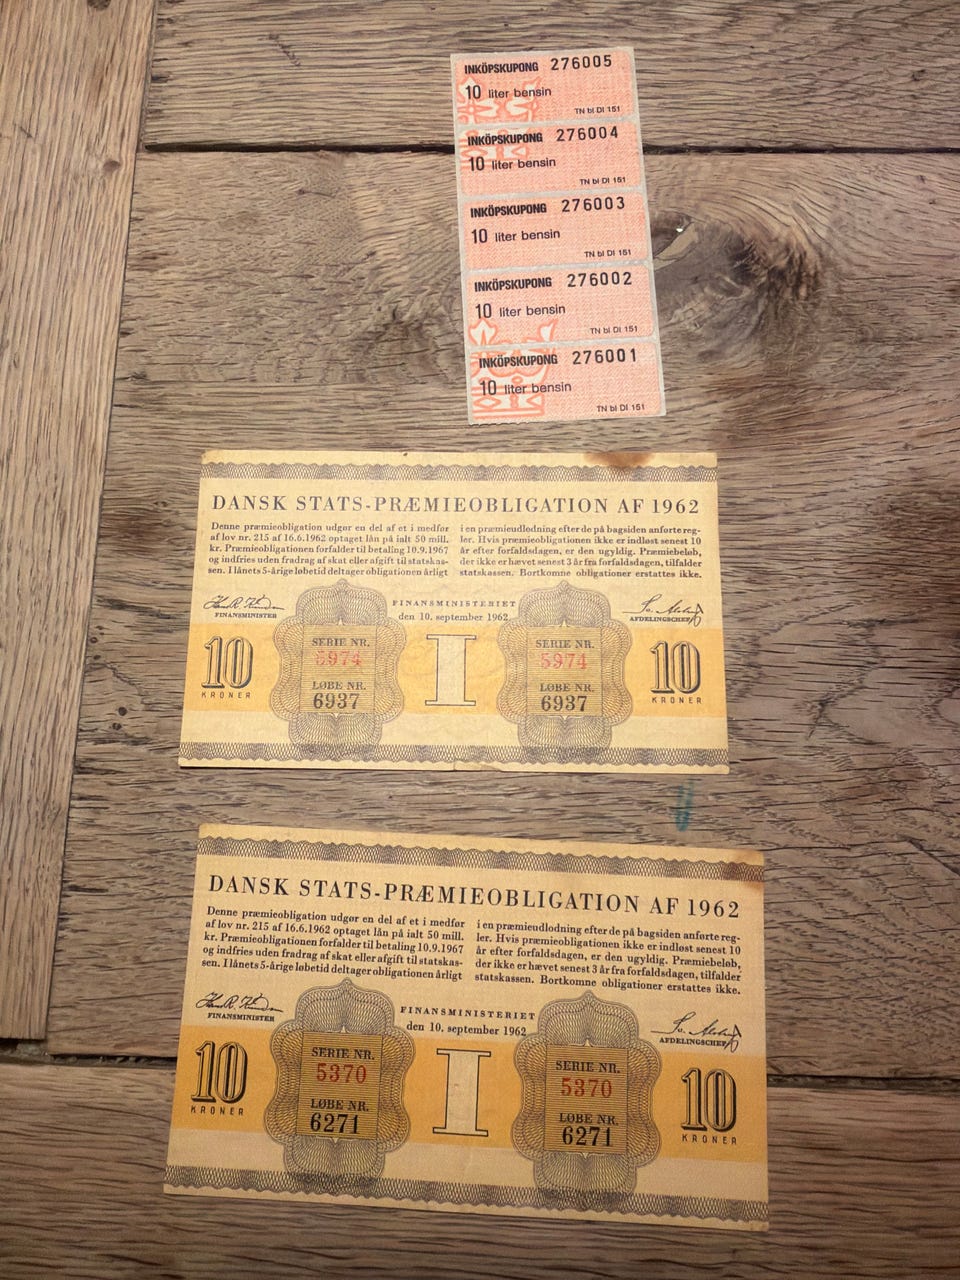 INKÖPSKUPONG 276005
10 liter bensin
TN bl DI 151
INKÖPSKUPONG 276004
10 liter bensin
TN bl DI 151
INKÖPSKUPONG 276003
10 liter bensin
TN bl DI 151
INKÖPSKUPONG 276002
10 liter bensin
TN bl DI 151
INKÖPSKUPONG 276001
10 liter bensin
TN bl DI 151
DANSK STATS-PRÆMIEOBLIGATION AF 1962
Denne præmieobligation udgør en del af et i medfør
af lov nr. 215 af 16.6.1962 optaget lån på ialt 50 mill.
kr. Præmieobligationen forfalder til betaling 10.9.1967
og indfries uden fradrag af skat eller afgift til statskas-
sen. I lånets 5-årige løbetid deltager obligationen årligt
i en præmieudlodning efter de på bagsiden anførte reg-
ler. Hvis præmieobligationen ikke er indløst senest 10
år efter forfaldsdagen, er den ugyldig. Præmiebeløb,
der ikke er hævet senest 3 år fra forfaldsdagen, tilfalder
statskassen. Bortkomne obligationer erstattes ikke.
FINANSMINISTERIET
den 10. september 1962
FINANSMINISTER
AFDELINGSCHEF
10
KRONER
SERIE NR.
5974
LØBE NR.
6937
I
SERIE NR.
5974
LØBE NR.
6937
10
KRONER
DANSK STATS-PRÆMIEOBLIGATION AF 1962
Denne præmieobligation udgør en del af et i medfør
af lov nr. 215 af 16.6.1962 optaget lån på ialt 50 mill.
kr. Præmieobligationen forfalder til betaling 10.9.1967
og indfries uden fradrag af skat eller afgift til statskas-
sen. I lånets 5-årige løbetid deltager obligationen årligt
i en præmieudlodning efter de på bagsiden anførte reg-
ler. Hvis præmieobligationen ikke er indløst senest 10
år efter forfaldsdagen, er den ugyldig. Præmiebeløb,
der ikke er hævet senest 3 år fra forfaldsdagen, tilfalder
statskassen. Bortkomne obligationer erstattes ikke.
FINANSMINISTERIET
den 10. september 1962
FINANSMINISTER
AFDELINGSCHEF
10
KRONER
SERIE NR.
5370
LØBE NR.
6271
I
SERIE NR.
5370
LØBE NR.
6271
10
KRONER